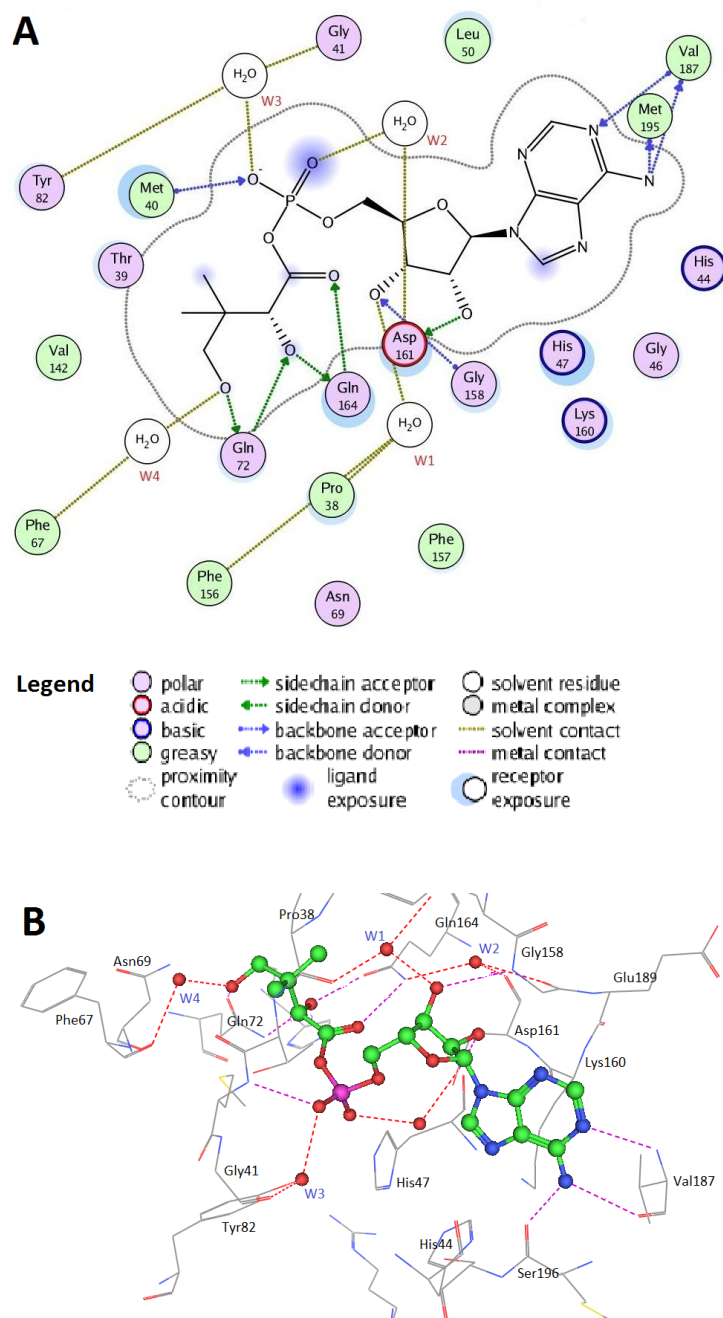 A
Gly
41
Leu
50
Val
187
H₂O
W3
H₂O
W2
Met
195
Tyr
82
Met
40
O
-
O
P
O
O
N
N
N
N
N
N
O
Thr
39
O
O
O
O
His
44
Val
142
O
O
Asp
161
His
47
Gly
46
Gln
164
Gly
158
Lys
160
H₂O
W4
Gln
72
H₂O
W1
Phe
67
Pro
38
Phe
157
Phe
156
Asn
69
Legend
polar
acidic
basic
greasy
proximity
contour
sidechain acceptor
sidechain donor
backbone acceptor
backbone donor
ligand
exposure
solvent residue
metal complex
solvent contact
metal contact
receptor
exposure
B
Pro38
Gln164
W1
W2
Gly158
Asn69
Glu189
W4
Phe67
Gln72
Asp161
Lys160
Gly41
His47
Val187
W3
Tyr82
His44
Ser196